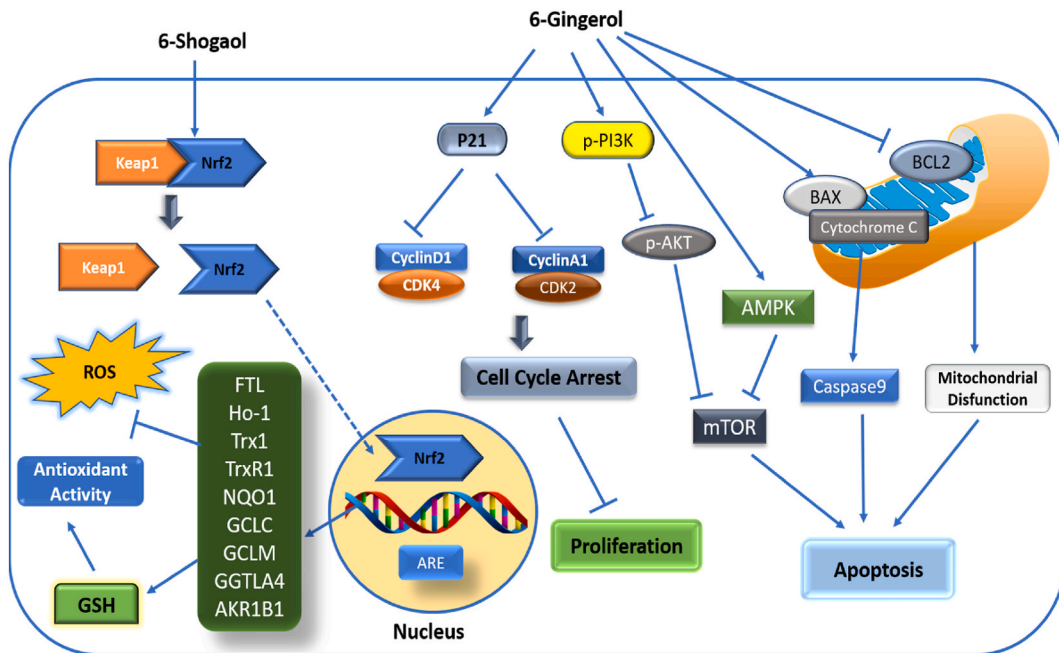 6-Shogaol
6-Gingerol
Keap1
Nrf2
P21
p-PI3K
BCL2
BAX
Cytochrome C
p-AKT
Keap1
Nrf2
CyclinD1
CDK4
CyclinA1
CDK2
AMPK
ROS
Cell Cycle Arrest
Caspase9
Mitochondrial
Disfunction
mTOR
FTL
Ho-1
Trx1
TrxR1
NQO1
GCLC
GCLM
GGTLA4
AKR1B1
Antioxidant
Activity
GSH
Nrf2
ARE
Nucleus
Proliferation
Apoptosis